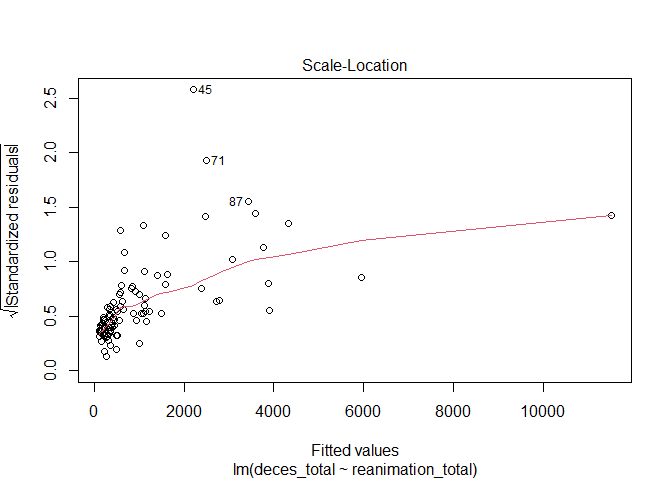 Scale-Location
√|Standardized residuals|
2.5
2.0
1.5
1.0
0.5
0.0
45
71
87
0 2000 4000 6000 8000 10000
Fitted values
lm(deces_total ~ reanimation_total)